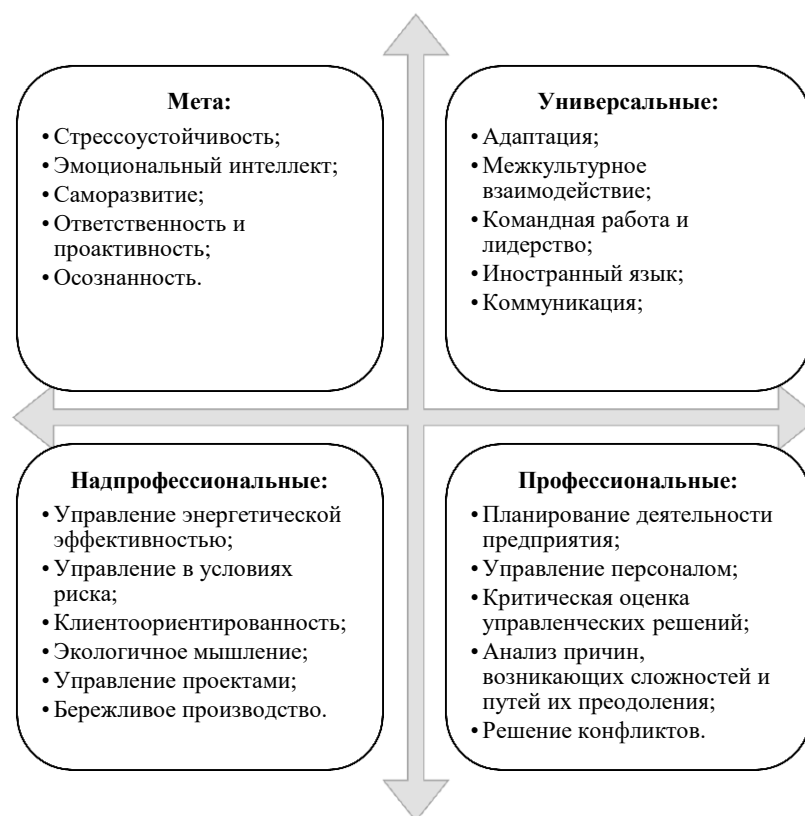 Мета:
• Стрессоустойчивость;
• Эмоциональный интеллект;
• Саморазвитие;
• Ответственность и
проактивность;
• Осознанность.
Универсальные:
• Адаптация;
• Межкультурное
взаимодействие;
• Командная работа и
лидерство;
• Иностранный язык;
• Коммуникация;
Надпрофессиональные:
• Управление энергетической
эффективностью;
• Управление в условиях
риска;
• Клиентоориентированность;
• Экологичное мышление;
• Управление проектами;
• Бережливое производство.
Профессиональные:
• Планирование деятельности
предприятия;
• Управление персоналом;
• Критическая оценка
управленческих решений;
• Анализ причин,
возникающих сложностей и
путей их преодоления;
• Решение конфликтов.